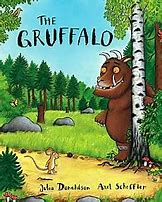 THE
GRUFFALO
Julia Donaldson Axel Scheffler